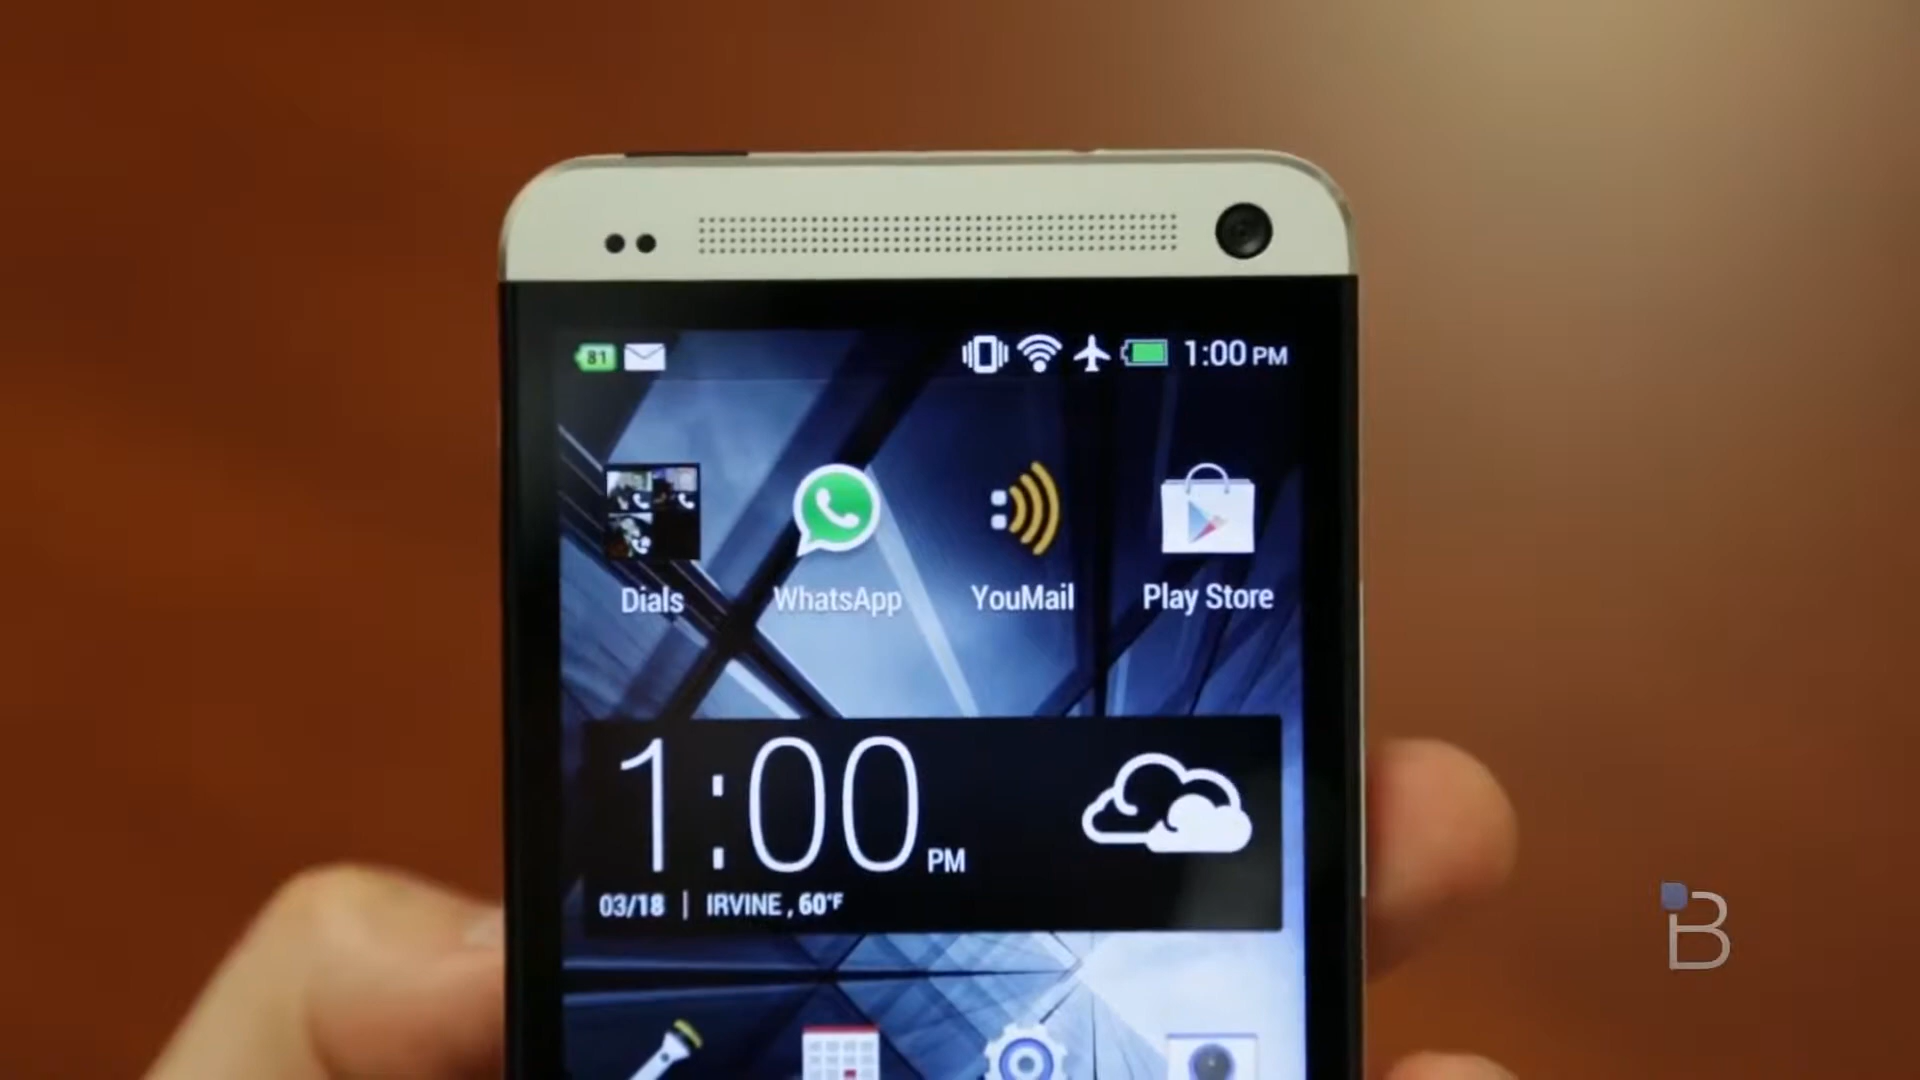 81
1:00 PM
Dials WhatsApp YouMail Play Store
1:00 PM
03/18 | IRVINE, 60°F
B